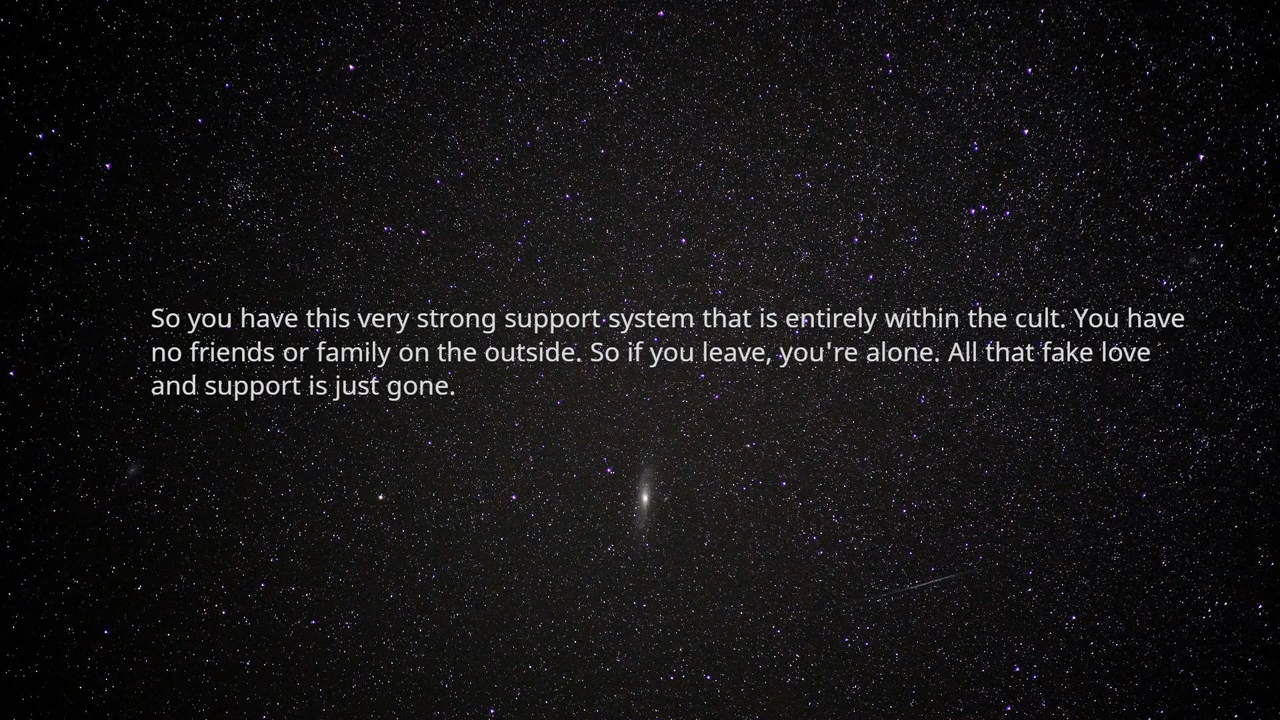 So you have this very strong support system that is entirely within the cult. You have
no friends or family on the outside. So if you leave, you're alone. All that fake love
and support is just gone.